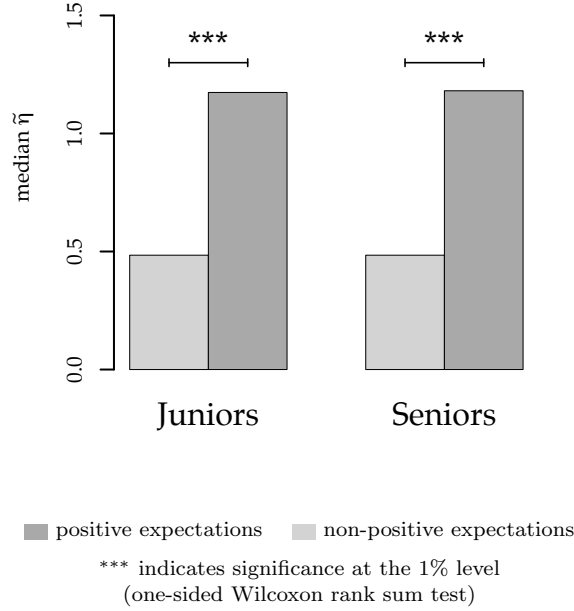 1.5
***
***
1.0
median η̃
0.5
0.0
Juniors
Seniors
positive expectations
non-positive expectations
*** indicates significance at the 1% level
(one-sided Wilcoxon rank sum test)